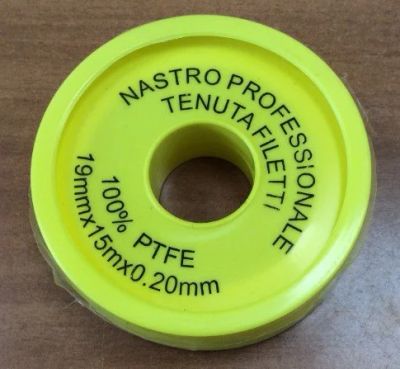 NASTRO PROFESSIONALE
TENUTA FILETTI
100% PTFE
19mmx15mx0.20mm